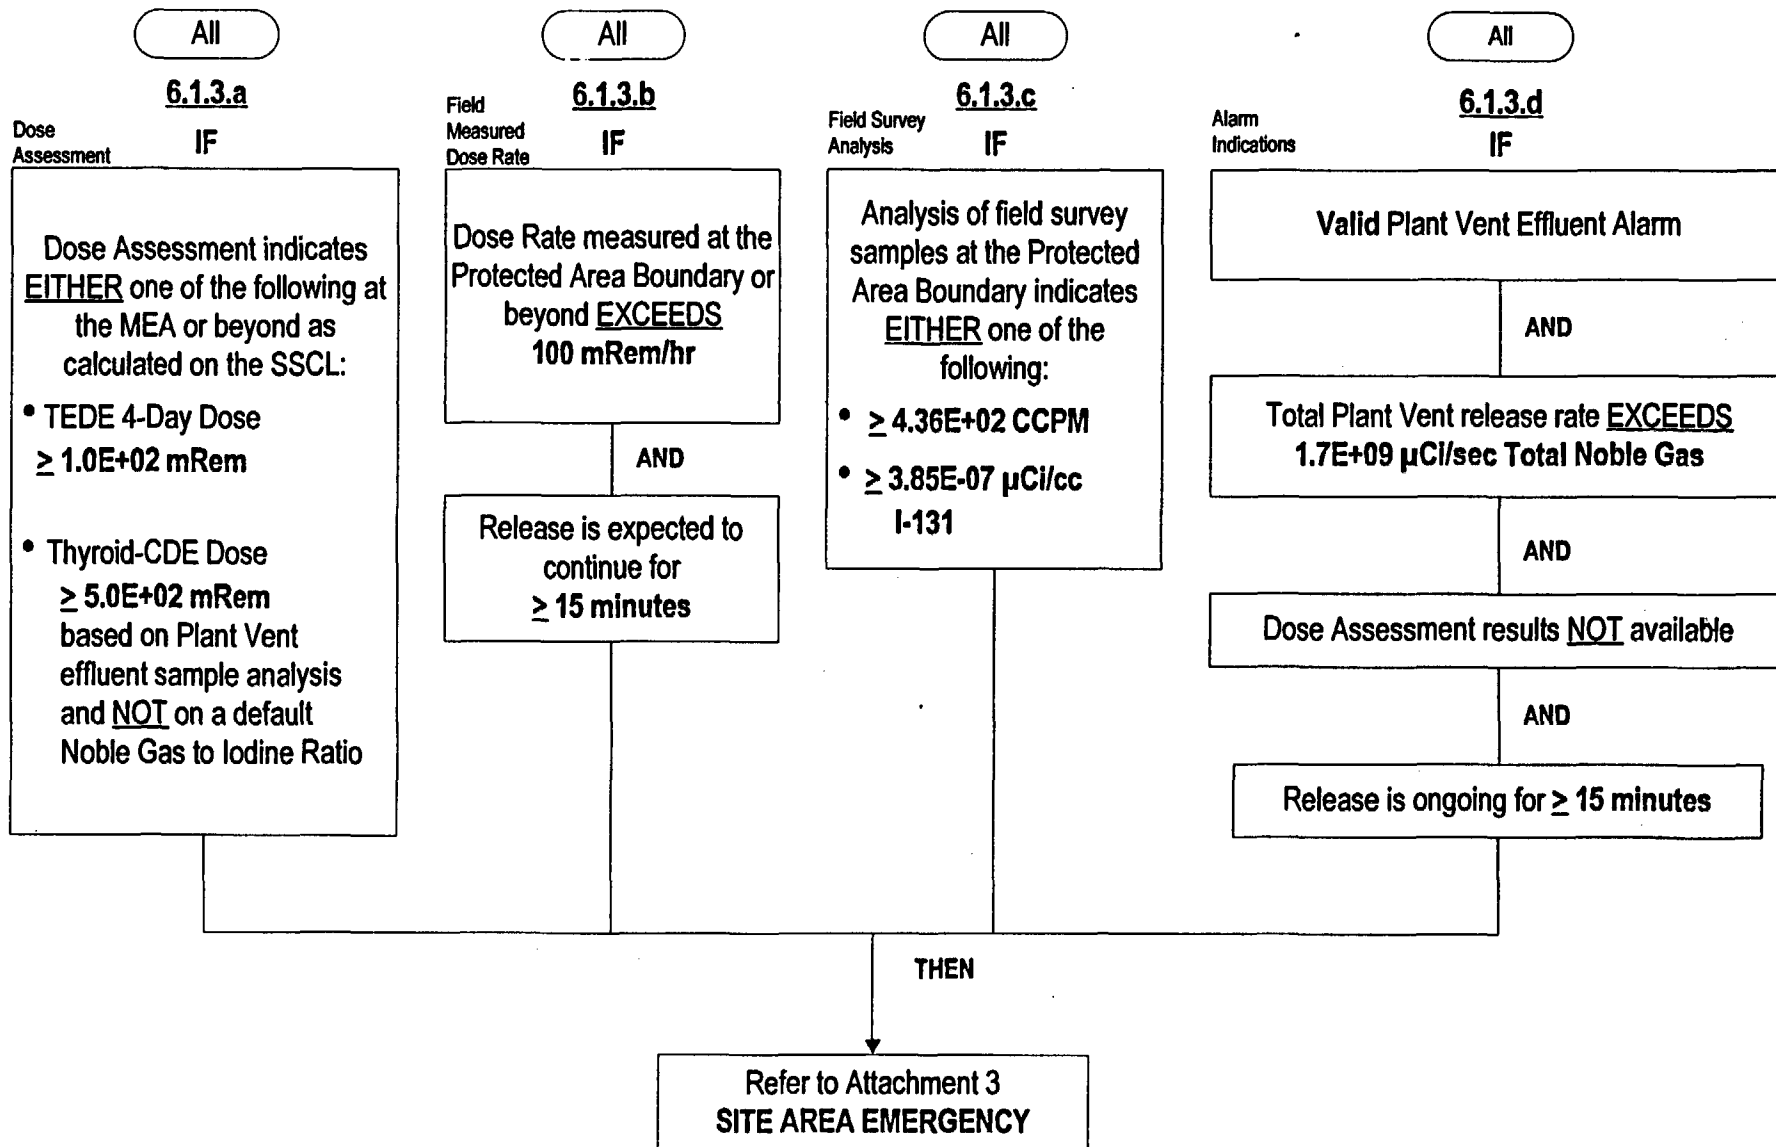 All
6.1.3.a
Dose
Assessment
IF
Dose Assessment indicates
EITHER one of the following at
the MEA or beyond as
calculated on the SSCL:
• TEDE 4-Day Dose
≥ 1.0E+02 mRem
• Thyroid-CDE Dose
≥ 5.0E+02 mRem
based on Plant Vent
effluent sample analysis
and NOT on a default
Noble Gas to Iodine Ratio
All
6.1.3.b
Field
Measured
Dose Rate
IF
Dose Rate measured at the
Protected Area Boundary or
beyond EXCEEDS
100 mRem/hr
AND
Release is expected to
continue for
≥ 15 minutes
All
6.1.3.c
Field Survey
Analysis
IF
Analysis of field survey
samples at the Protected
Area Boundary indicates
EITHER one of the
following:
• ≥ 4.36E+02 CCPM
• ≥ 3.85E-07 µCi/cc
I-131
All
6.1.3.d
Alarm
Indications
IF
Valid Plant Vent Effluent Alarm
AND
Total Plant Vent release rate EXCEEDS
1.7E+09 µCi/sec Total Noble Gas
AND
Dose Assessment results NOT available
AND
Release is ongoing for ≥ 15 minutes
THEN
Refer to Attachment 3
SITE AREA EMERGENCY